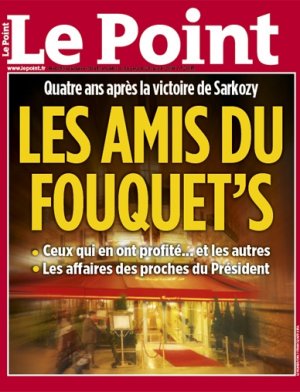 Le Point
Le Point
www.lepoint.fr
Quatre ans après la victoire de Sarkozy
LES AMIS DU
FOUQUET'S
• Ceux qui en ont profité... et les autres
• Les affaires des proches du Président